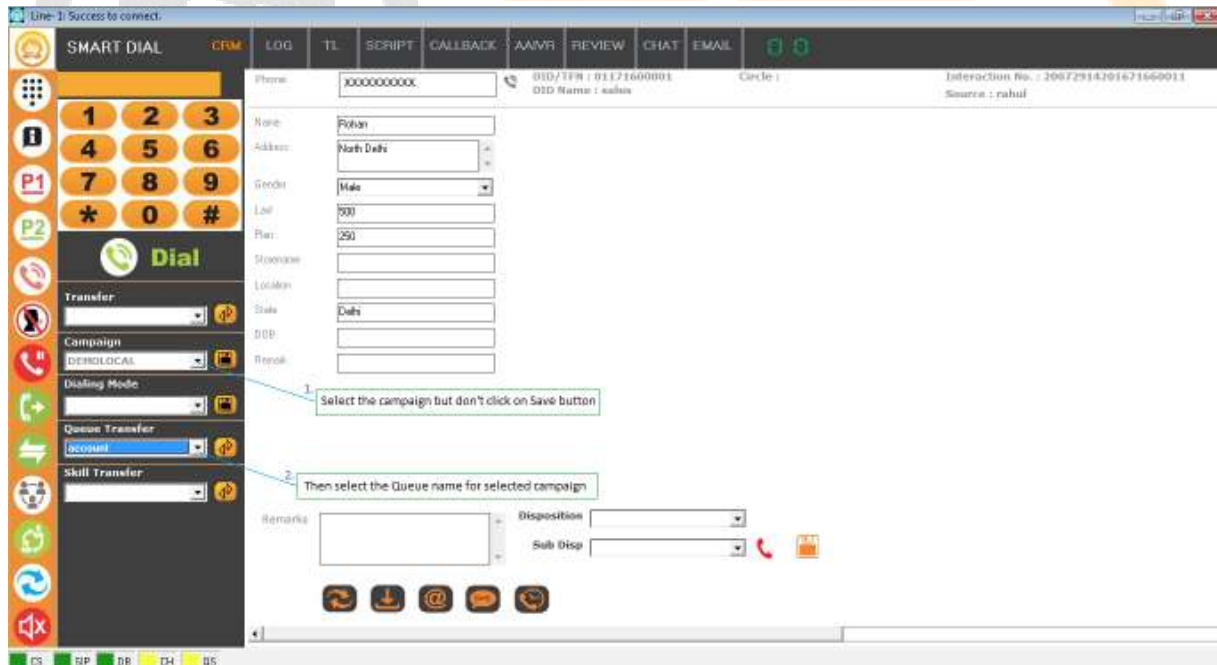 Line- 1: Success to connect.
SMART DIAL CRM LOG TL SCRIPT CALLBACK AAIVR REVIEW CHAT EMAIL
Phone XXXXXXXXXX DID/TFN : 01171600001 Circle : Interaction No. : 20072914201671660011
DID Name : sales Source : rahul
1 2 3
4 5 6
7 8 9
* 0 #
P1
P2
Dial
Name Rohan
Address North Delhi
Gender Male
500
Plan 250
Location
State Delhi
DOB
Remak
Transfer
Campaign
DEMOLOCAL
Dialing Mode
Queue Transfer
account
Skill Transfer
1.
Select the campaign but don't click on Save button
2.
Then select the Queue name for selected campaign
Remarks
Disposition
Sub Disp
CS SIP DB CH